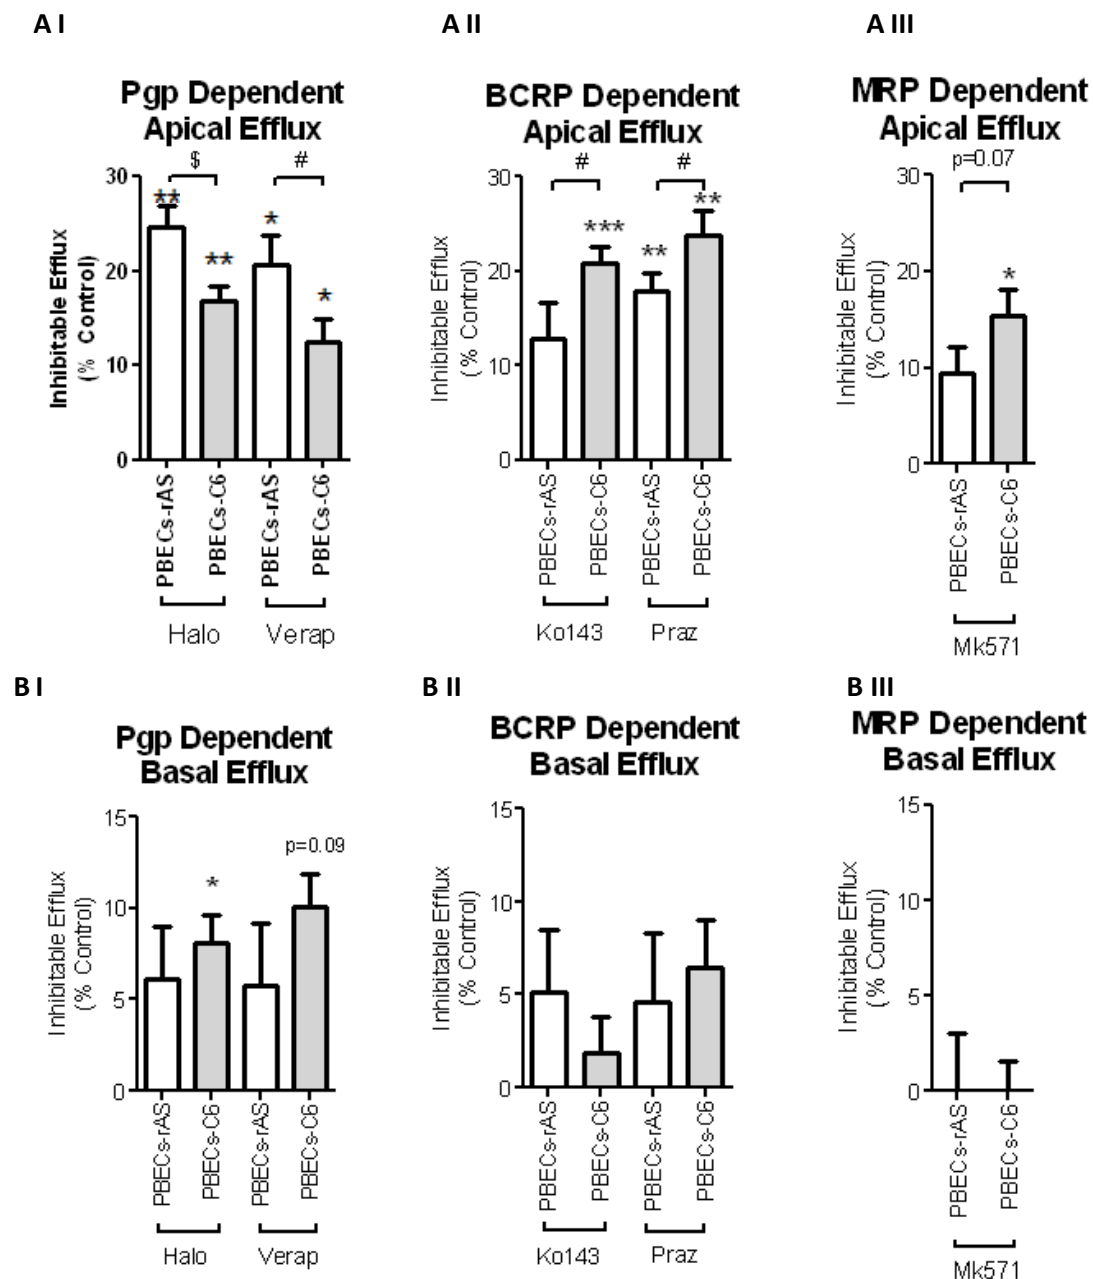 A I
A II
A III
Pgp Dependent
Apical Efflux
BCRP Dependent
Apical Efflux
MRP Dependent
Apical Efflux
$
#
#
#
p=0.07
**
**
*
*
***
**
**
*
Inhibitable Efflux
(% Control)
30
20
10
0
Inhibitable Efflux
(% Control)
30
20
10
0
Inhibitable Efflux
(% Control)
30
20
10
0
PBECs-rAS
PBECs-C6
PBECs-rAS
PBECs-C6
PBECs-rAS
PBECs-C6
PBECs-rAS
PBECs-C6
PBECs-rAS
PBECs-C6
Halo
Verap
Ko143
Praz
Mk571
B I
B II
B III
Pgp Dependent
Basal Efflux
BCRP Dependent
Basal Efflux
MRP Dependent
Basal Efflux
*
p=0.09
Inhibitable Efflux
(% Control)
15
10
5
0
Inhibitable Efflux
(% Control)
15
10
5
0
Inhibitable Efflux
(% Control)
15
10
5
0
PBECs-rAS
PBECs-C6
PBECs-rAS
PBECs-C6
PBECs-rAS
PBECs-C6
PBECs-rAS
PBECs-C6
PBECs-rAS
PBECs-C6
Halo
Verap
Ko143
Praz
Mk571